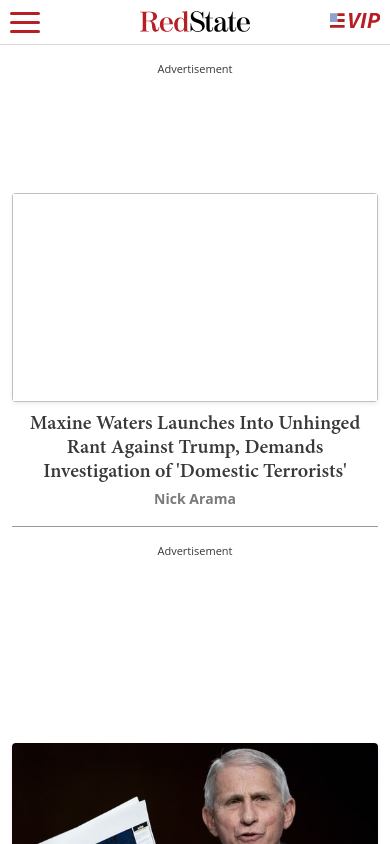 RedState
VIP
Advertisement
Maxine Waters Launches Into Unhinged
Rant Against Trump, Demands
Investigation of 'Domestic Terrorists'
Nick Arama
Advertisement